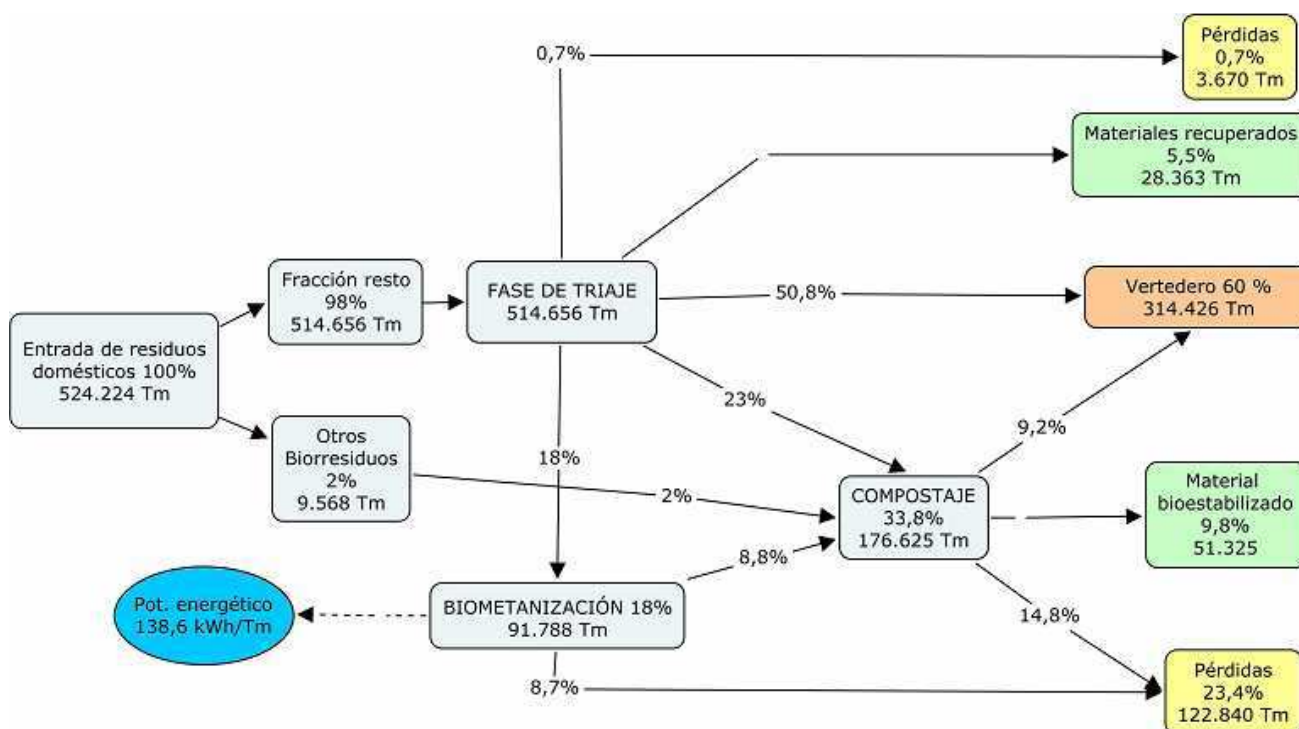 0,7%
Pérdidas
0,7%
3.670 Tm
Materiales recuperados
5,5%
28.363 Tm
Fracción resto
98%
514.656 Tm
FASE DE TRIAJE
514.656 Tm
50,8%
Vertedero 60 %
314.426 Tm
Entrada de residuos
domésticos 100%
524.224 Tm
23%
9,2%
Otros
Biorresiduos
2%
9.568 Tm
18%
2%
COMPOSTAJE
33,8%
176.625 Tm
Material
bioestabilizado
9,8%
51.325
8,8%
Pot. energético
138,6 kWh/Tm
BIOMETANIZACIÓN 18%
91.788 Tm
14,8%
8,7%
Pérdidas
23,4%
122.840 Tm